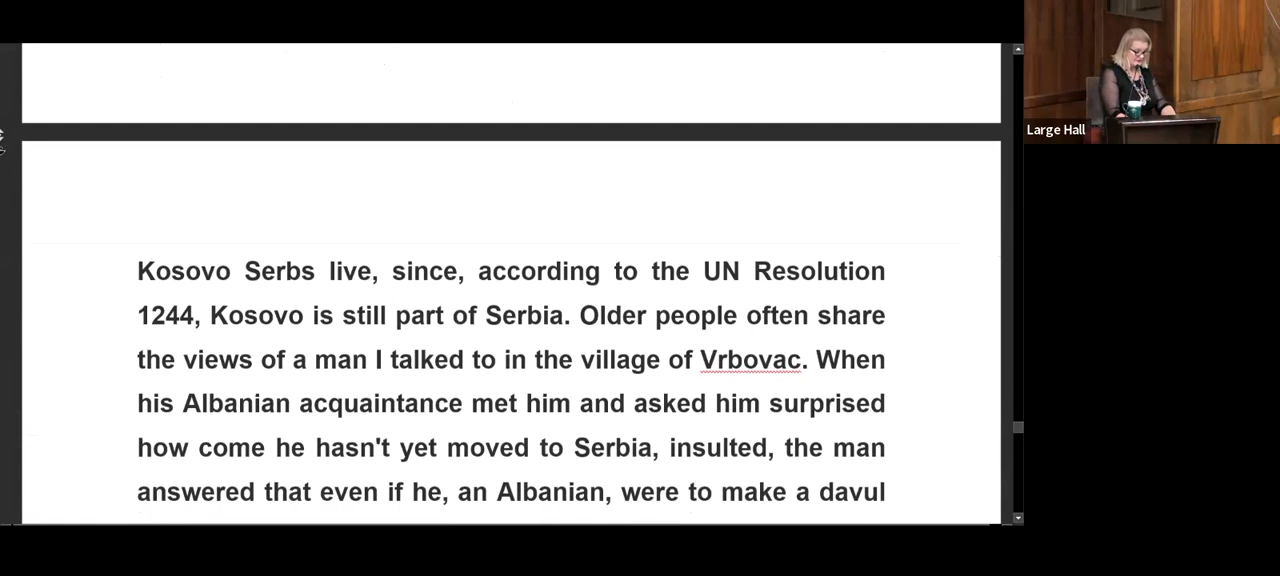 Large Hall
Kosovo Serbs live, since, according to the UN Resolution
1244, Kosovo is still part of Serbia. Older people often share
the views of a man I talked to in the village of Vrbovac. When
his Albanian acquaintance met him and asked him surprised
how come he hasn't yet moved to Serbia, insulted, the man
answered that even if he, an Albanian, were to make a davul